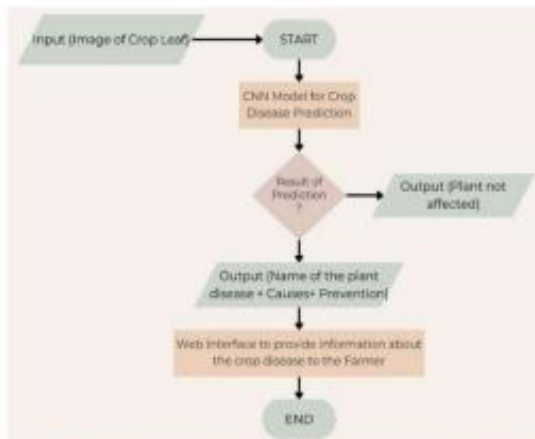 Input (Image of Crop Leaf)
START
CNN Model for Crop
Disease Prediction
Result of
Prediction
?
Output (Plant not
affected)
Output (Name of the plant
disease + Causes+ Prevention)
Web Interface to provide information about
the crop disease to the Farmer
END